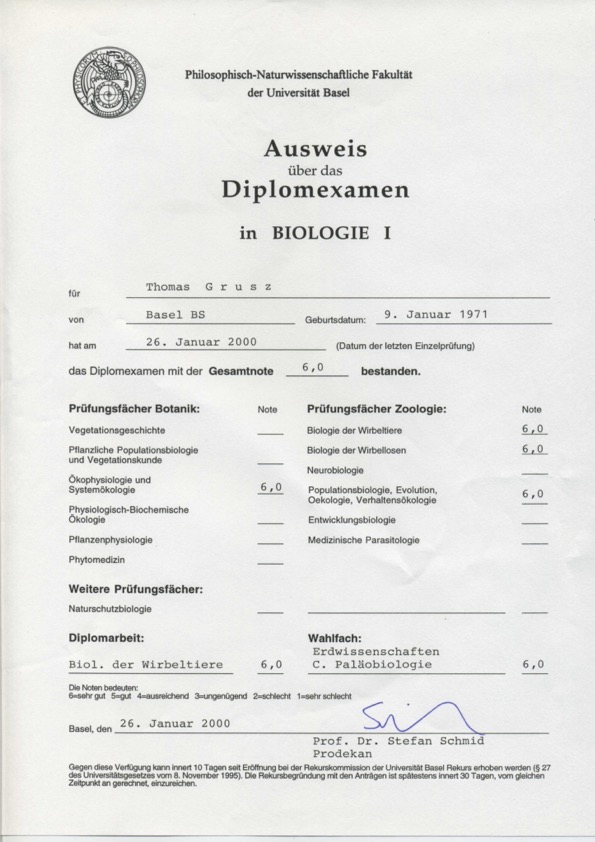 Philosophisch-Naturwissenschaftliche Fakultät
der Universität Basel
Ausweis
über das
Diplomexamen
in BIOLOGIE I
für Thomas G r u s z
von Basel BS Geburtsdatum: 9. Januar 1971
hat am 26. Januar 2000 (Datum der letzten Einzelprüfung)
das Diplomexamen mit der Gesamtnote 6,0 bestanden.
Prüfungsfächer Botanik: Note
Vegetationsgeschichte
Pflanzliche Populationsbiologie
und Vegetationskunde
Ökophysiologie und
Systemökologie 6,0
Physiologisch-Biochemische
Ökologie
Pflanzenphysiologie
Phytomedizin
Prüfungsfächer Zoologie: Note
Biologie der Wirbeltiere 6,0
Biologie der Wirbellosen 6,0
Neurobiologie
Populationsbiologie, Evolution,
Oekologie, Verhaltensökologie 6,0
Entwicklungsbiologie
Medizinische Parasitologie
Weitere Prüfungsfächer:
Naturschutzbiologie
Diplomarbeit:
Biol. der Wirbeltiere 6,0
Wahlfach:
Erdwissenschaften
C. Paläobiologie 6,0
Die Noten bedeuten:
6=sehr gut 5=gut 4=ausreichend 3=ungenügend 2=schlecht 1=sehr schlecht
Basel, den 26. Januar 2000
Prof. Dr. Stefan Schmid
Prodekan
Gegen diese Verfügung kann innert 10 Tagen seit Eröffnung bei der Rekurskommission der Universität Basel Rekurs erhoben werden (§ 27
des Universitätsgesetzes vom 8. November 1995). Die Rekursbegründung mit den Anträgen ist spätestens innert 30 Tagen, vom gleichen
Zeitpunkt an gerechnet, einzureichen.